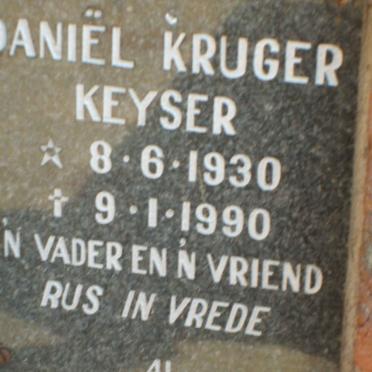 DANIËL KRUGER
KEYSER
☆ 8·6·1930
† 9·1·1990
'N VADER EN 'N VRIEND
RUS IN VREDE